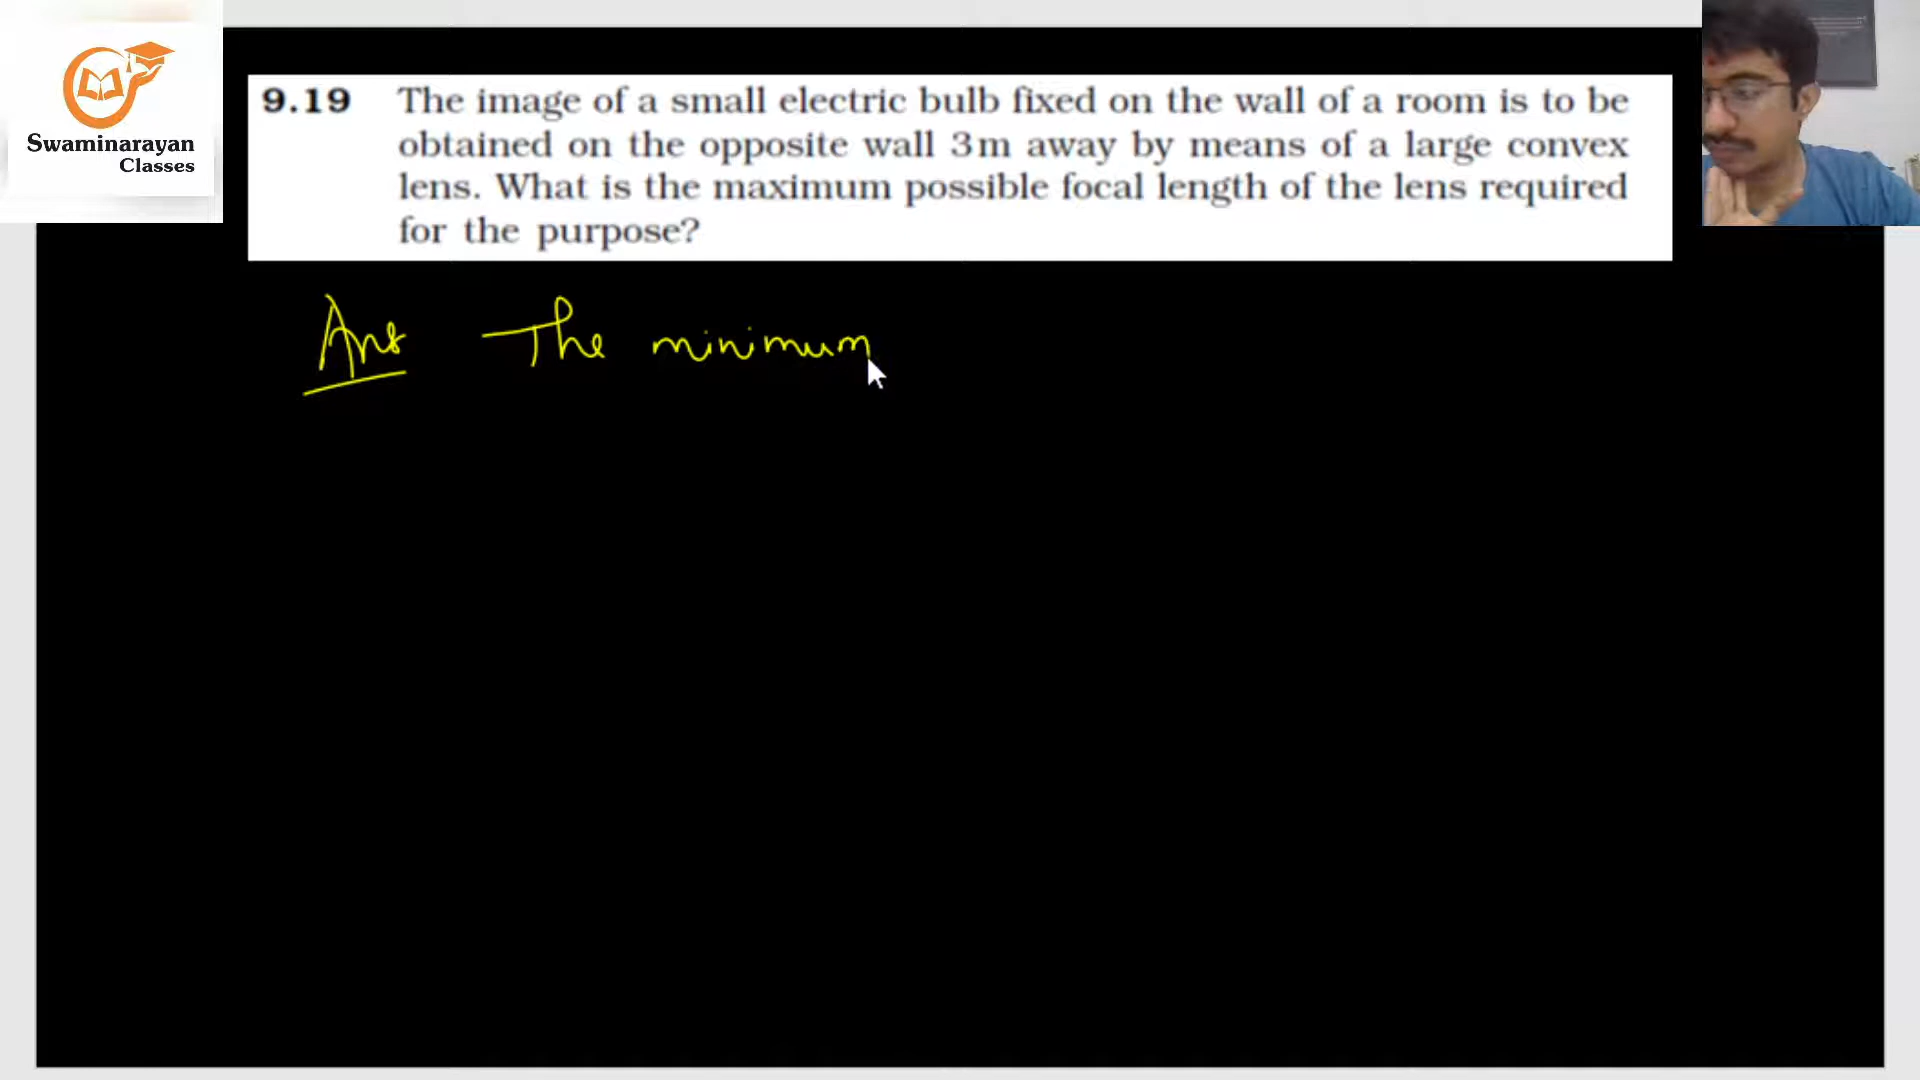 Swaminarayan
Classes
9.19 The image of a small electric bulb fixed on the wall of a room is to be
obtained on the opposite wall 3m away by means of a large convex
lens. What is the maximum possible focal length of the lens required
for the purpose?
Ans The minimum